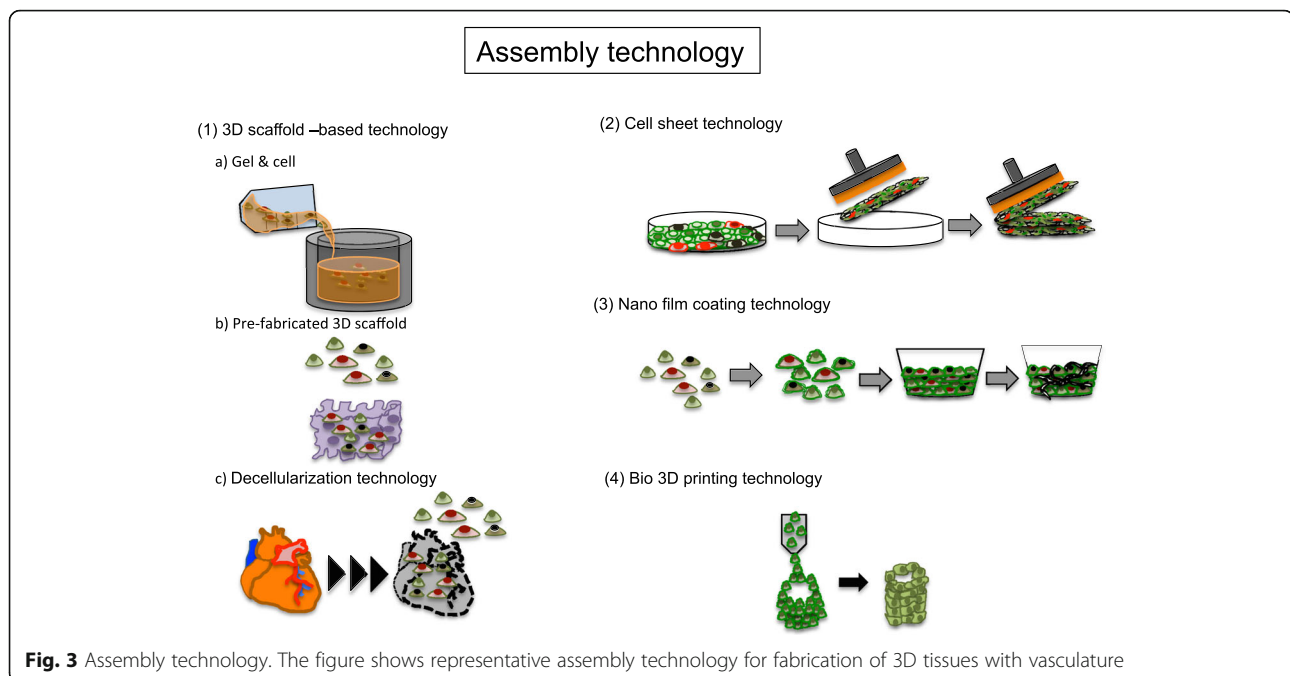 Assembly technology
(1) 3D scaffold –based technology
a) Gel & cell
b) Pre-fabricated 3D scaffold
c) Decellularization technology
(2) Cell sheet technology
(3) Nano film coating technology
(4) Bio 3D printing technology
Fig. 3 Assembly technology. The figure shows representative assembly technology for fabrication of 3D tissues with vasculature